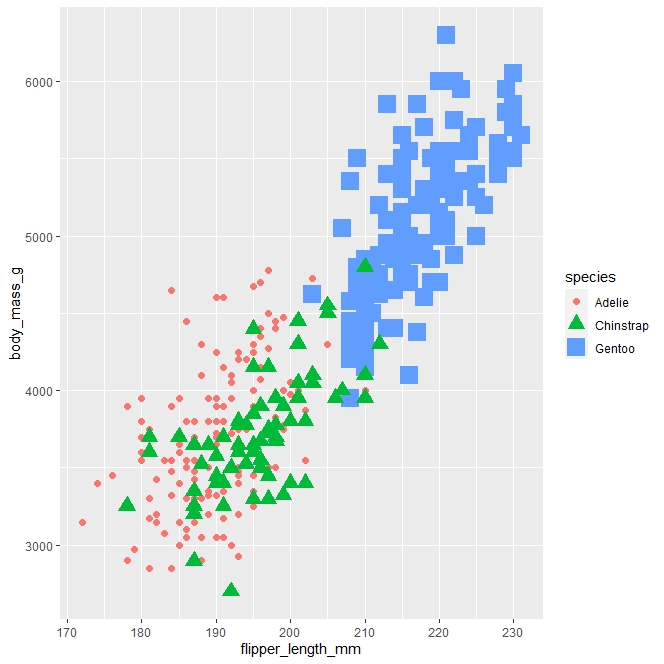 6000
5000
4000
3000
body_mass_g
170 180 190 200 210 220 230
flipper_length_mm
species
Adelie
Chinstrap
Gentoo